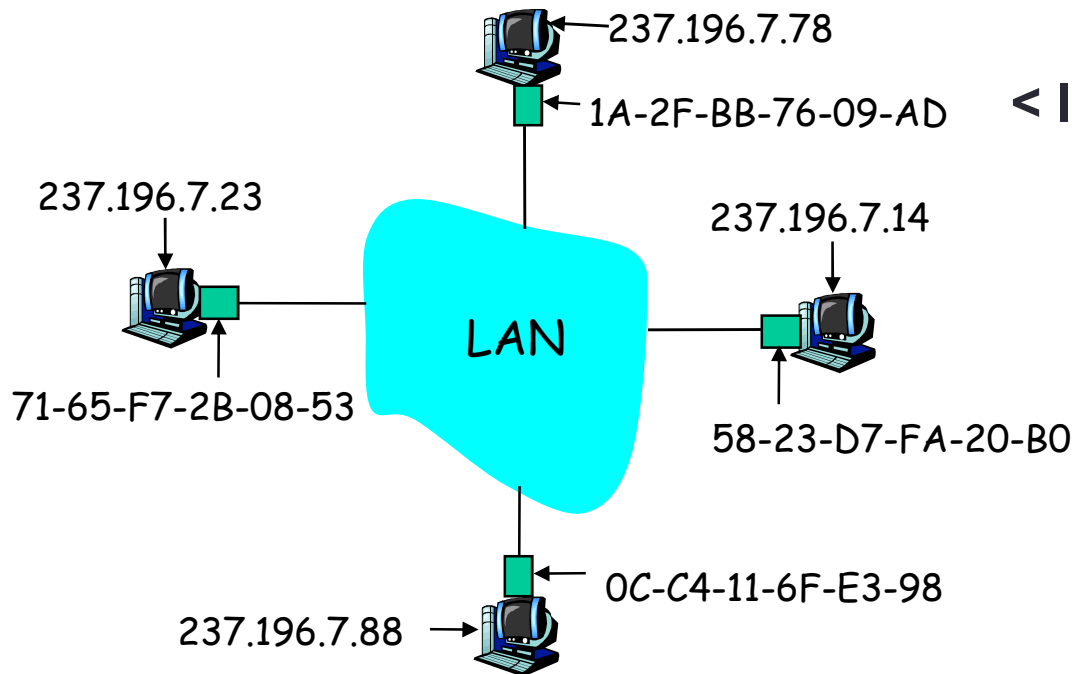 237.196.7.78
1A-2F-BB-76-09-AD
< I
237.196.7.23
237.196.7.14
LAN
71-65-F7-2B-08-53
58-23-D7-FA-20-B0
0C-C4-11-6F-E3-98
237.196.7.88